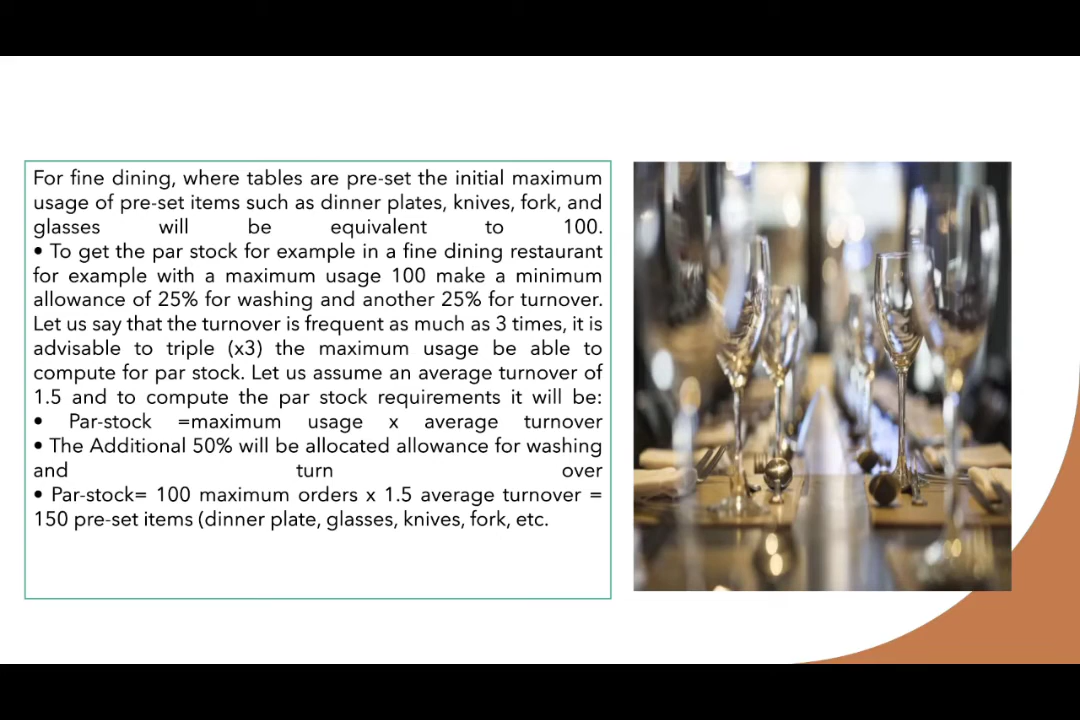 For fine dining, where tables are pre-set the initial maximum
usage of pre-set items such as dinner plates, knives, fork, and
glasses will be equivalent to 100.
• To get the par stock for example in a fine dining restaurant
for example with a maximum usage 100 make a minimum
allowance of 25% for washing and another 25% for turnover.
Let us say that the turnover is frequent as much as 3 times, it is
advisable to triple (x3) the maximum usage be able to
compute for par stock. Let us assume an average turnover of
1.5 and to compute the par stock requirements it will be:
• Par-stock =maximum usage x average turnover
• The Additional 50% will be allocated allowance for washing
and turn over
• Par-stock= 100 maximum orders x 1.5 average turnover =
150 pre-set items (dinner plate, glasses, knives, fork, etc.